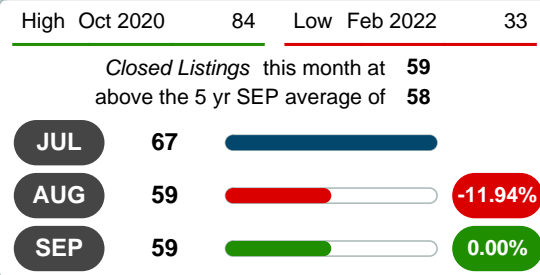 High Oct 2020 84 Low Feb 2022 33
Closed Listings this month at 59
above the 5 yr SEP average of 58
JUL 67
AUG 59 -11.94%
SEP 59 0.00%